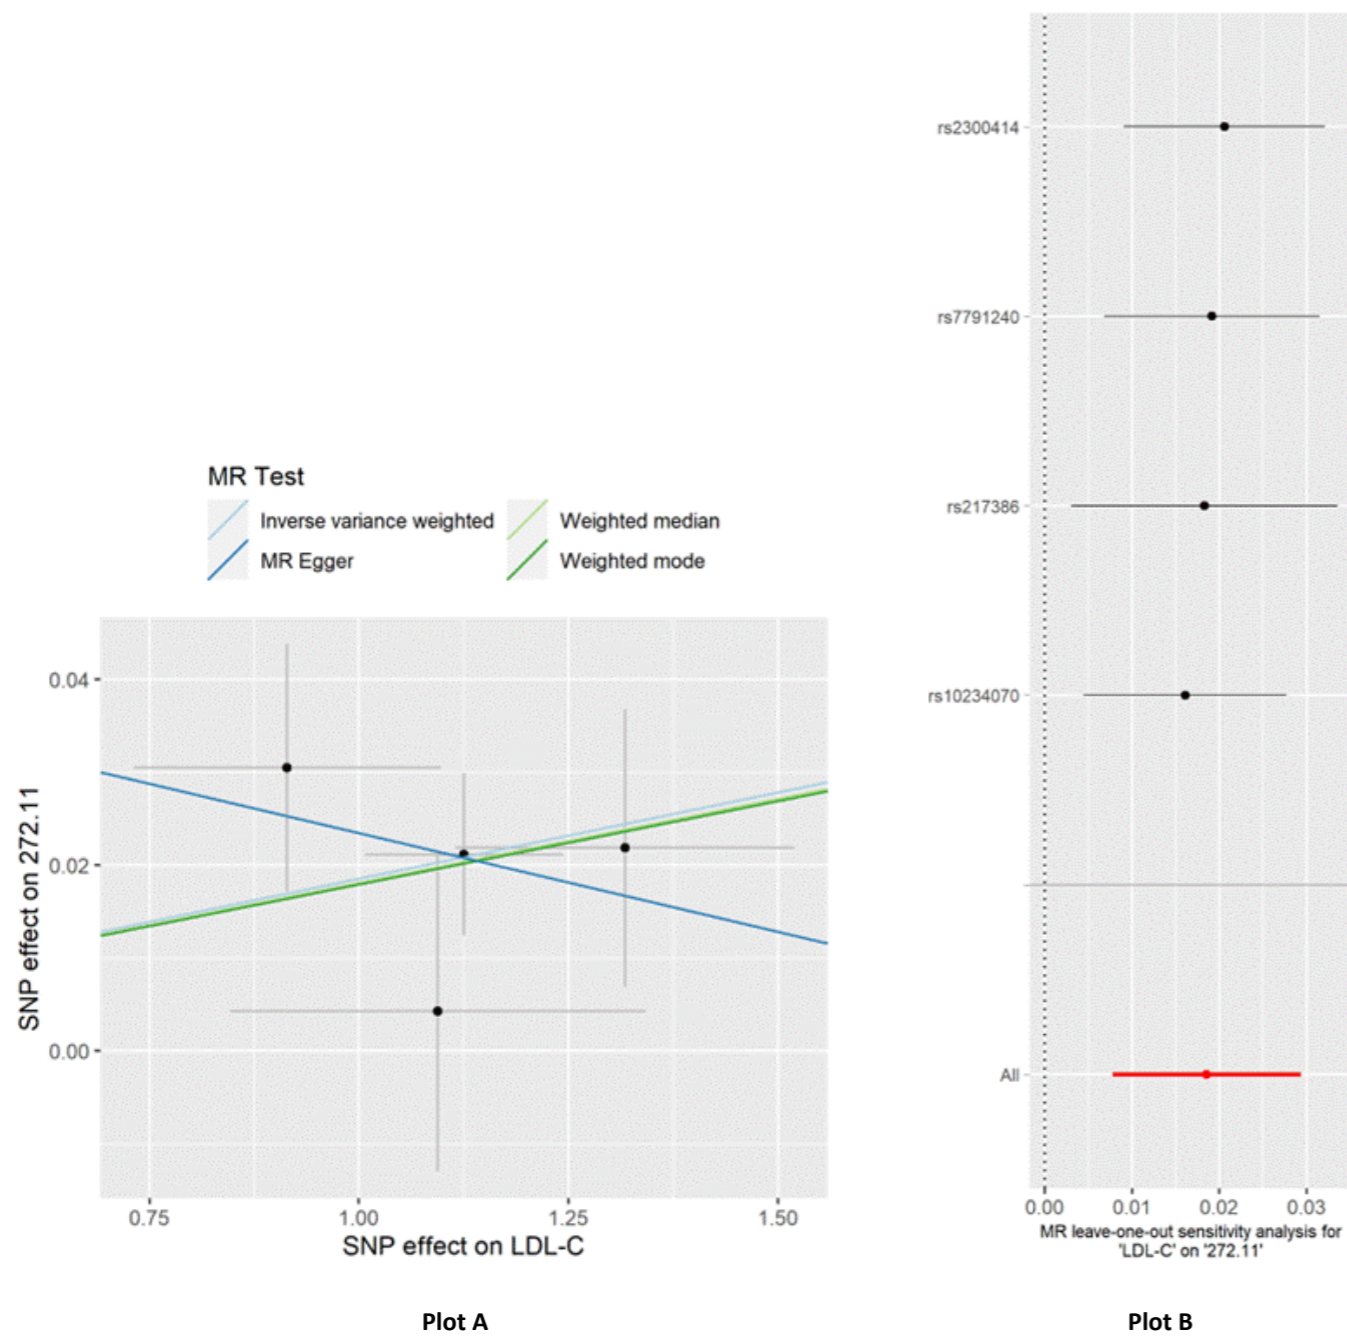 MR Test
Inverse variance weighted
Weighted median
MR Egger
Weighted mode
SNP effect on 272.11
0.04
0.02
0.00
0.75 1.00 1.25 1.50
SNP effect on LDL-C
Plot A
rs2300414
rs7791240
rs217386
rs10234070
All
0.00 0.01 0.02 0.03
MR leave-one-out sensitivity analysis for
'LDL-C' on '272.11'
Plot B